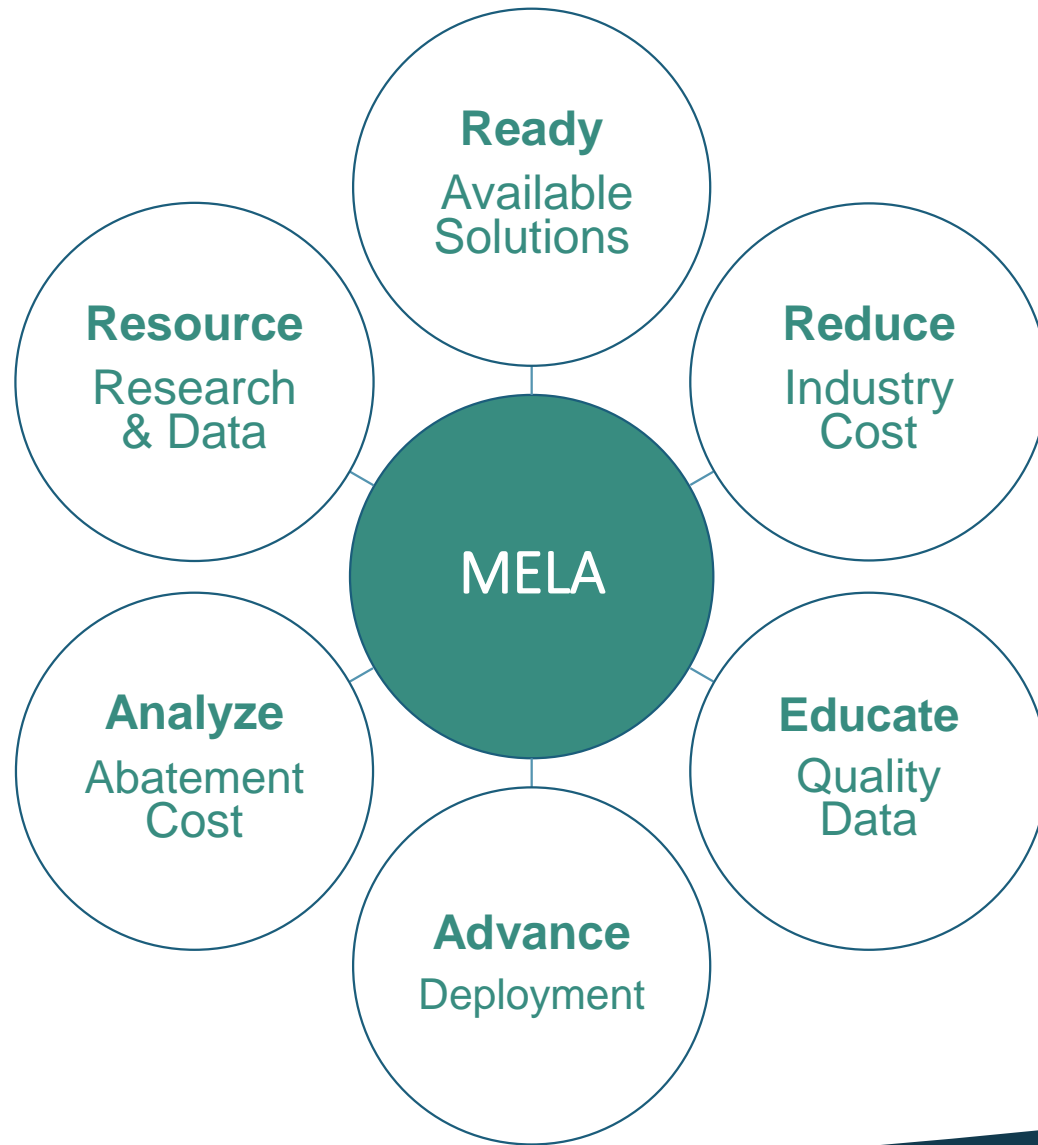 Ready
Available
Solutions
Reduce
Industry
Cost
Educate
Quality
Data
Advance
Deployment
Analyze
Abatement
Cost
Resource
Research
& Data
MELA